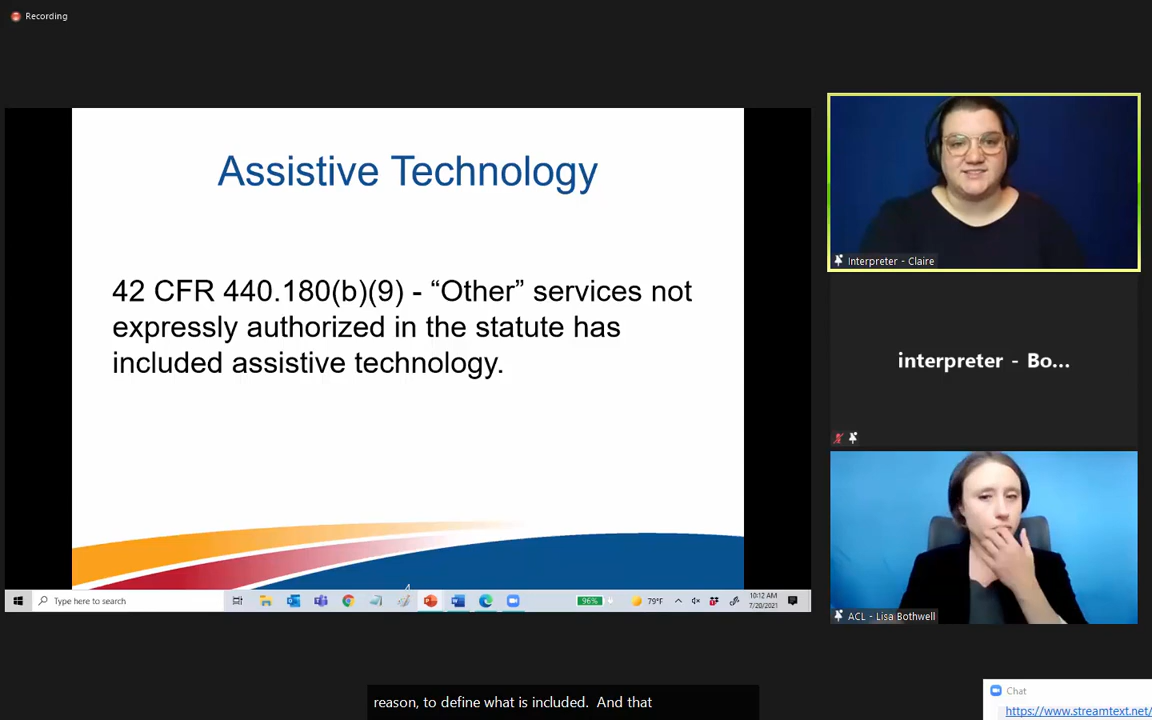 Recording
Assistive Technology
42 CFR 440.180(b)(9) - “Other” services not
expressly authorized in the statute has
included assistive technology.
Interpreter - Claire
interpreter - Bo...
ACL - Lisa Bothwell
Type here to search
96%
79°F
10:12 AM
7/20/2021
reason, to define what is included. And that
Chat
https://www.streamtext.net/